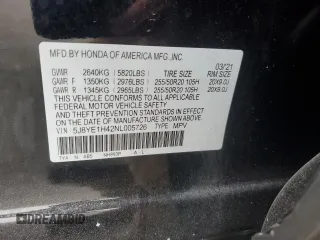 MFD BY HONDA OF AMERICA MFG.,INC. 03/21
GVWR 2640KG 5820LBS TIRE SIZE RIM SIZE
GAWR F 1350KG 2976LBS 255/50R20 105H 20X9.0J
GAWR R 1345KG 2965LBS 255/50R20 105H 20X9.0J
THIS VEHICLE CONFORMS TO ALL APPLICABLE FEDERAL MOTOR VEHICLE SAFETY AND THEFT PREVENTION STANDARDS IN EFFECT ON THE DATE OF MANUFACTURE SHOWN ABOVE.
5J8YE1H42NL005726 TYPE: MPV
TYA A85